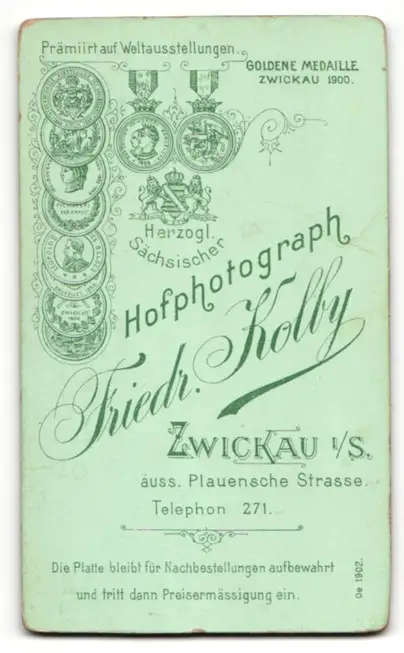 Prämiirt auf Weltausstellungen.
GOLDENE MEDAILLE
ZWICKAU 1900.
Herzogl.
Sächsischer
Hofphotograph
Friedr. Kolby
ZWICKAU i/S.
äuss. Plauensche Strasse.
Telephon 271.
Die Platte bleibt für Nachbestellungen aufbewahrt
und tritt dann Preisermässigung ein.
Oe 1902.